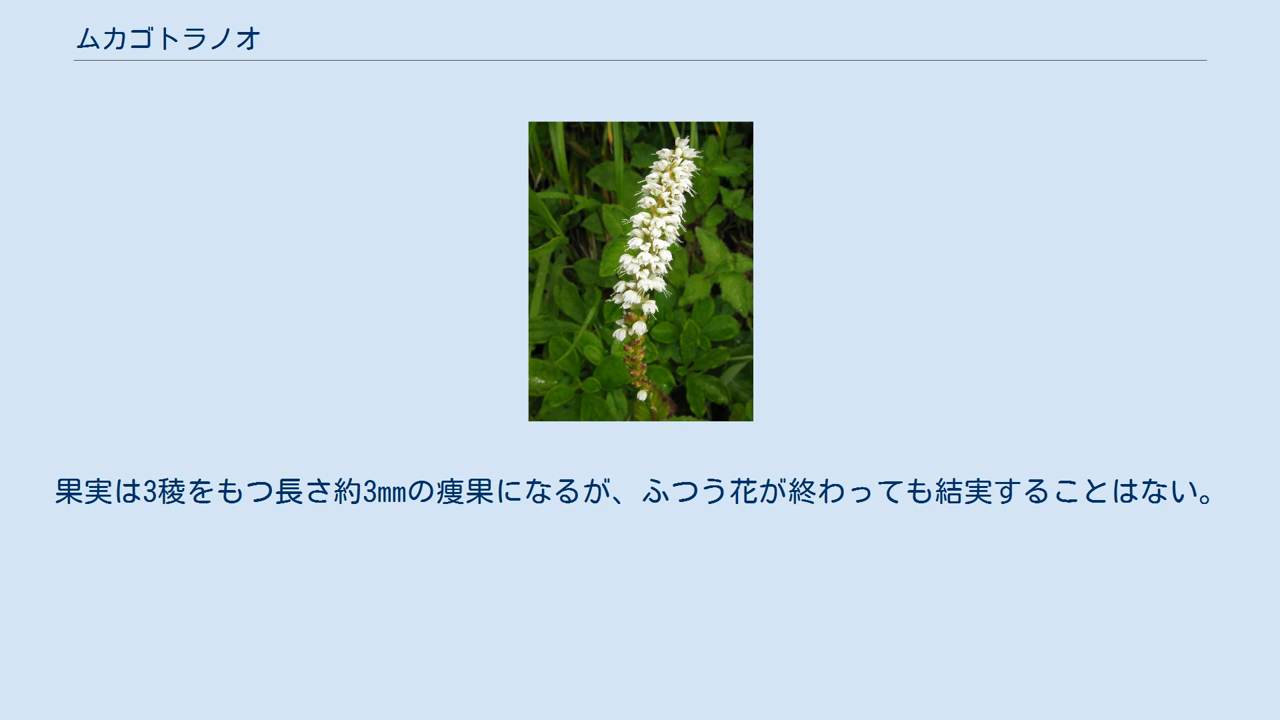 ムカゴトラノオ
果実は3稜をもつ長さ約3mmの痩果になるが、ふつう花が終わっても結実することはない。